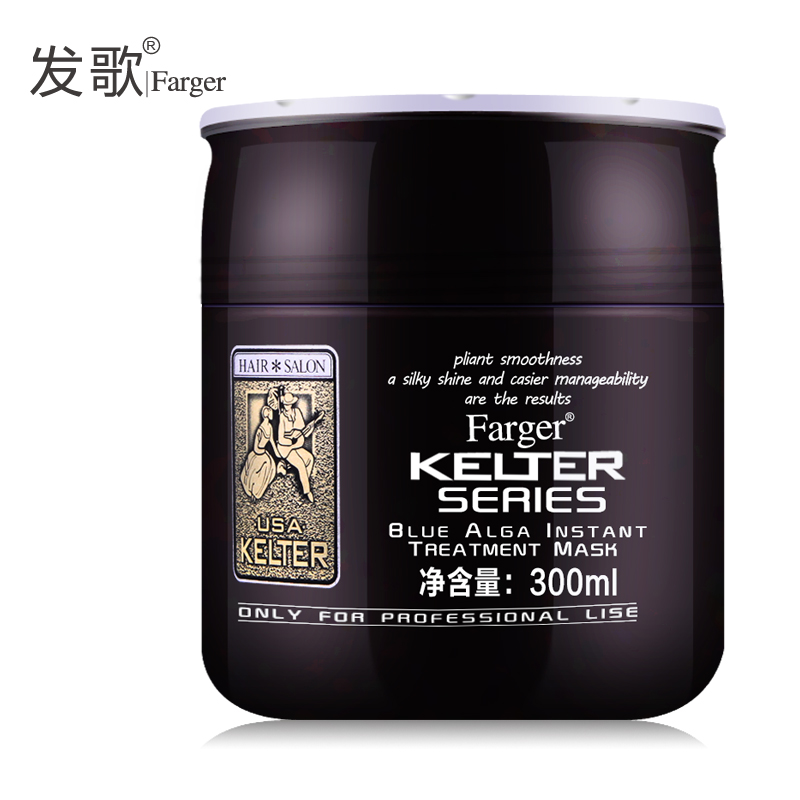 发歌®|Farger
HAIR＊SALON
USA
KELTER
pliant smoothness
a silky shine and casier manageability
are the results
Farger®
KELTER
SERIES
BLUE ALGA INSTANT
TREATMENT MASK
净含量：300ml
ONLY FOR PROFESSIONAL LISE